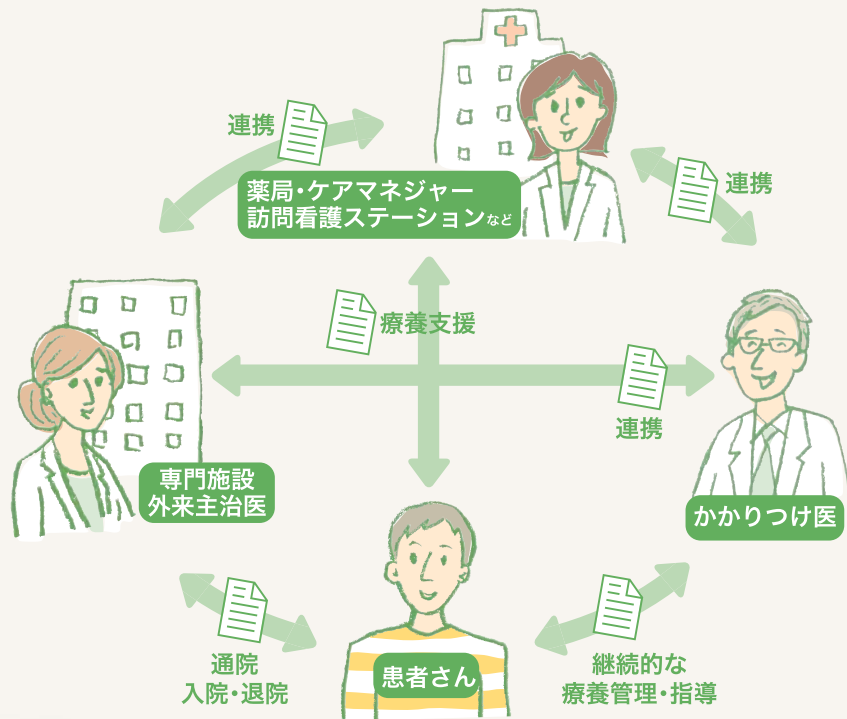 連携
薬局・ケアマネジャー
訪問看護ステーションなど
連携
療養支援
連携
専門施設
外来主治医
かかりつけ医
通院
入院・退院
患者さん
継続的な
療養管理・指導